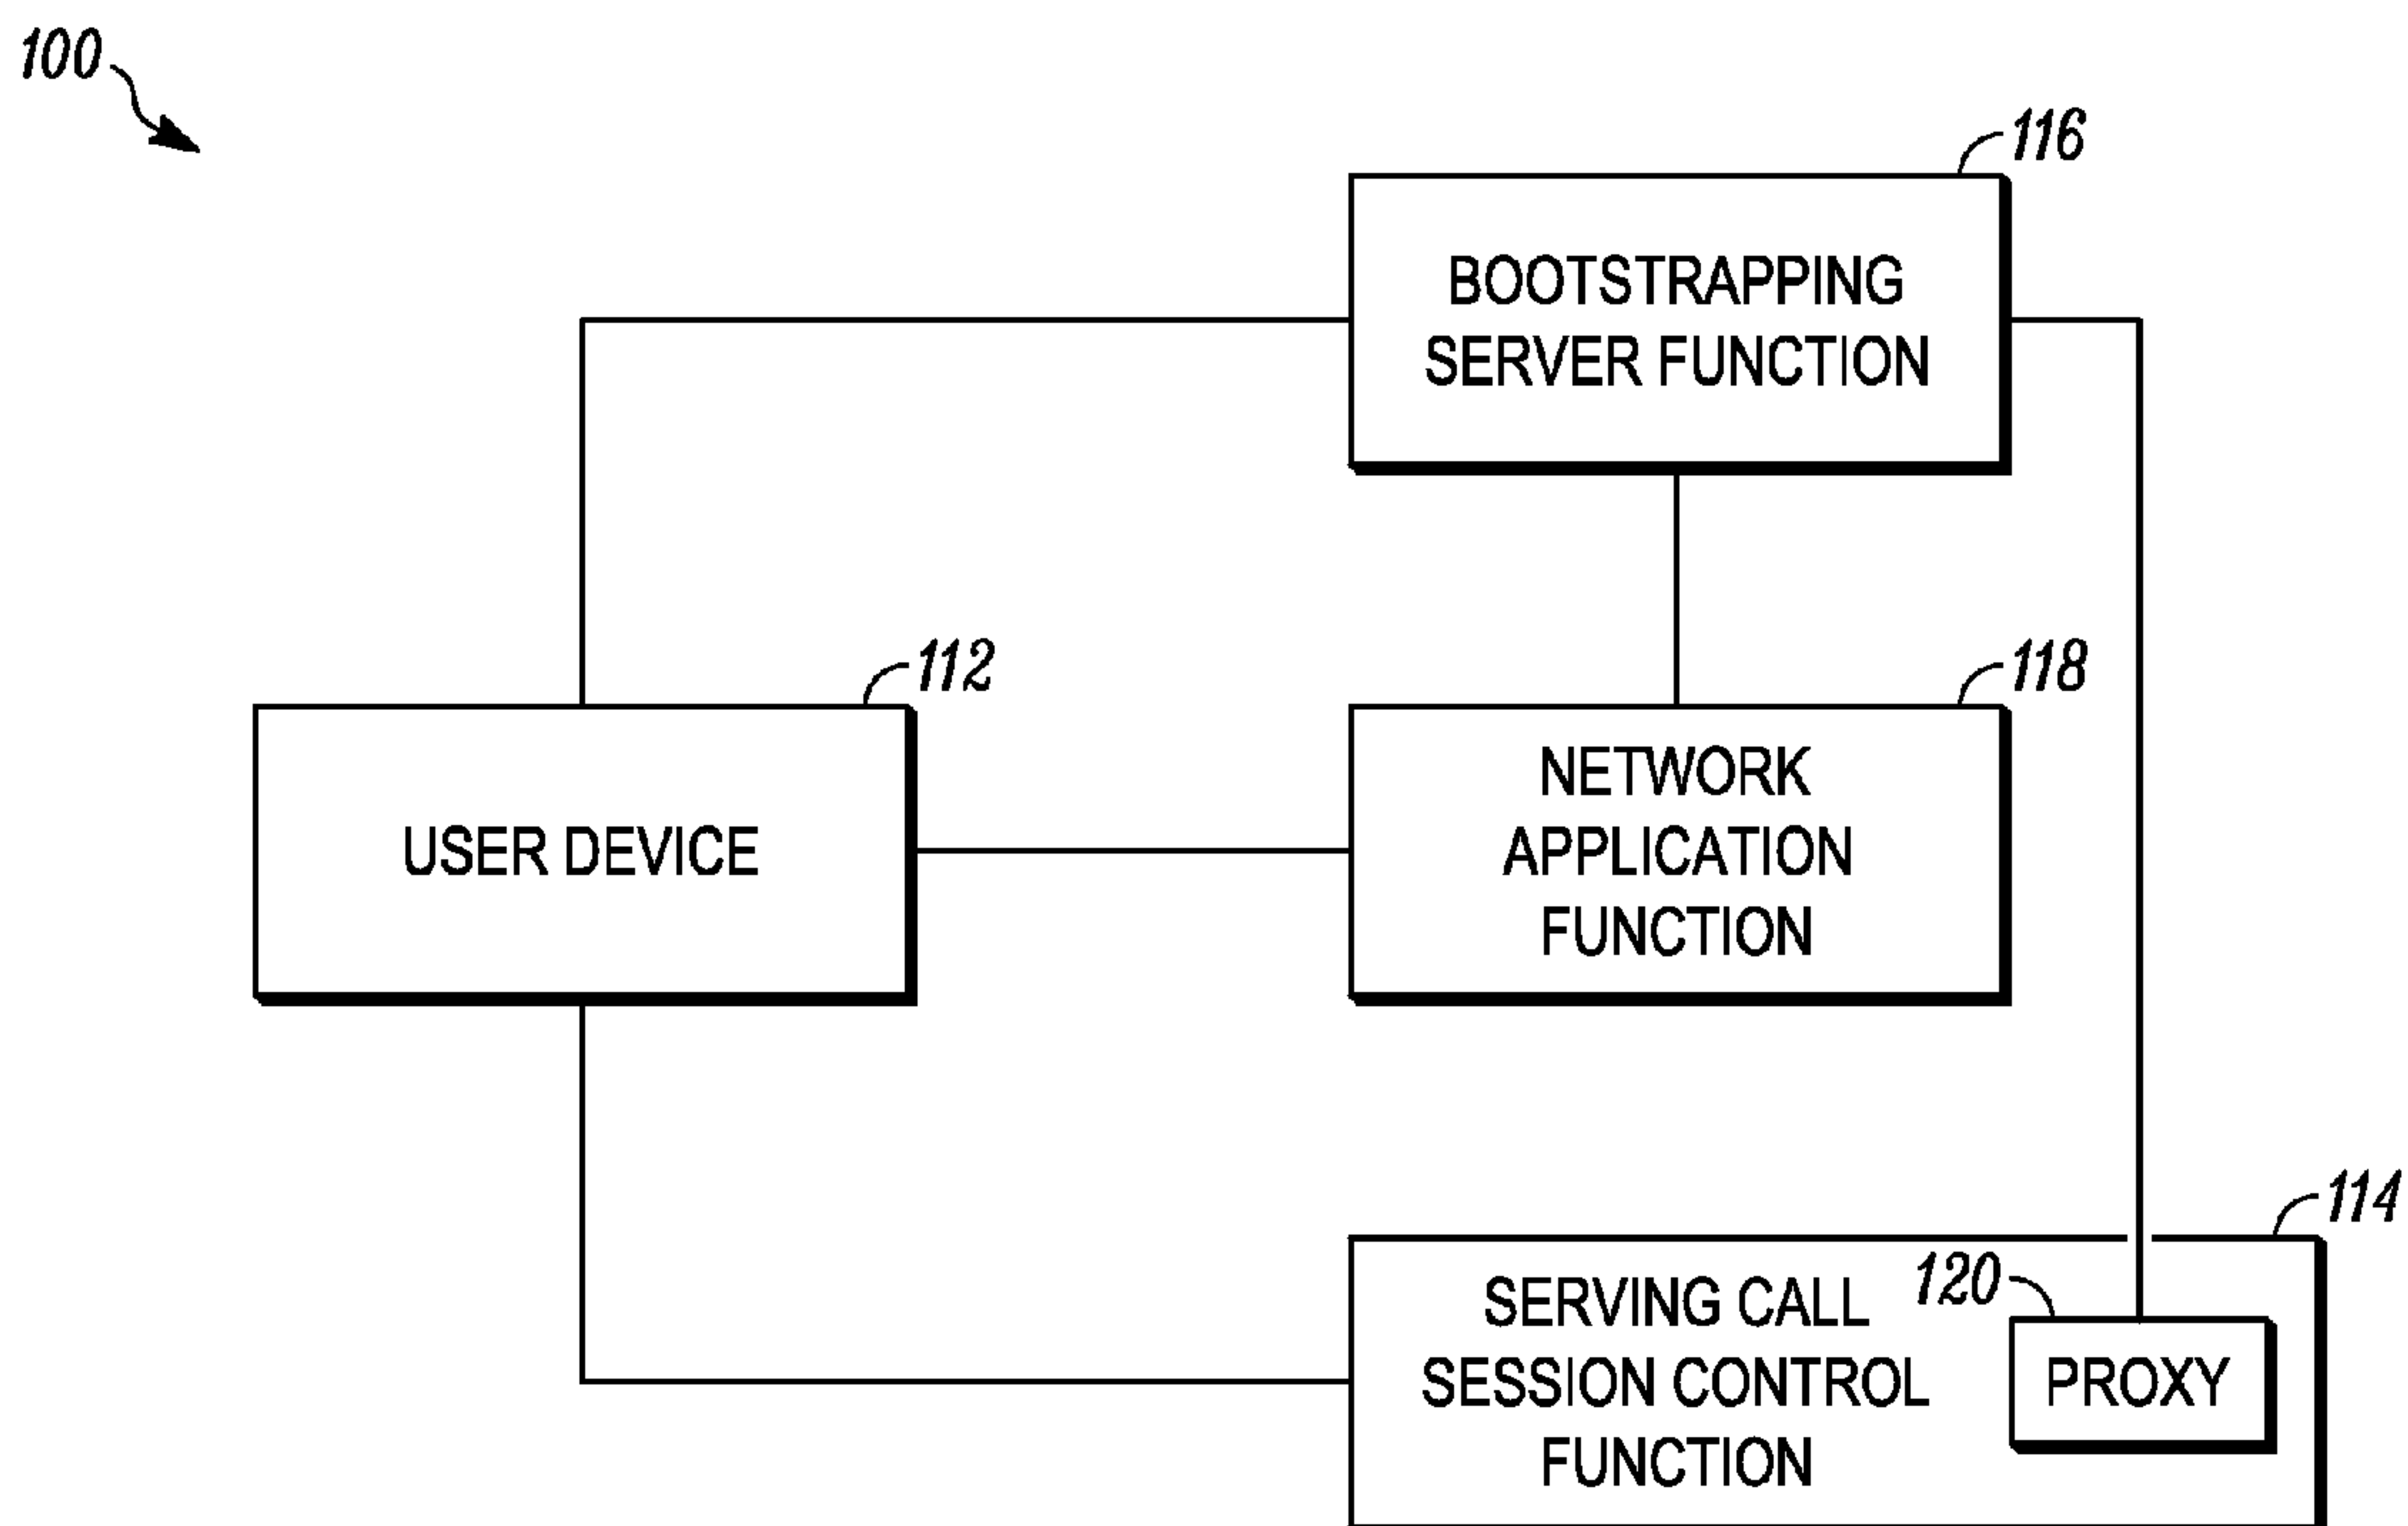 100
116
BOOTSTRAPPING
SERVER FUNCTION
112
118
USER DEVICE
NETWORK
APPLICATION
FUNCTION
114
120
SERVING CALL
SESSION CONTROL
FUNCTION
PROXY